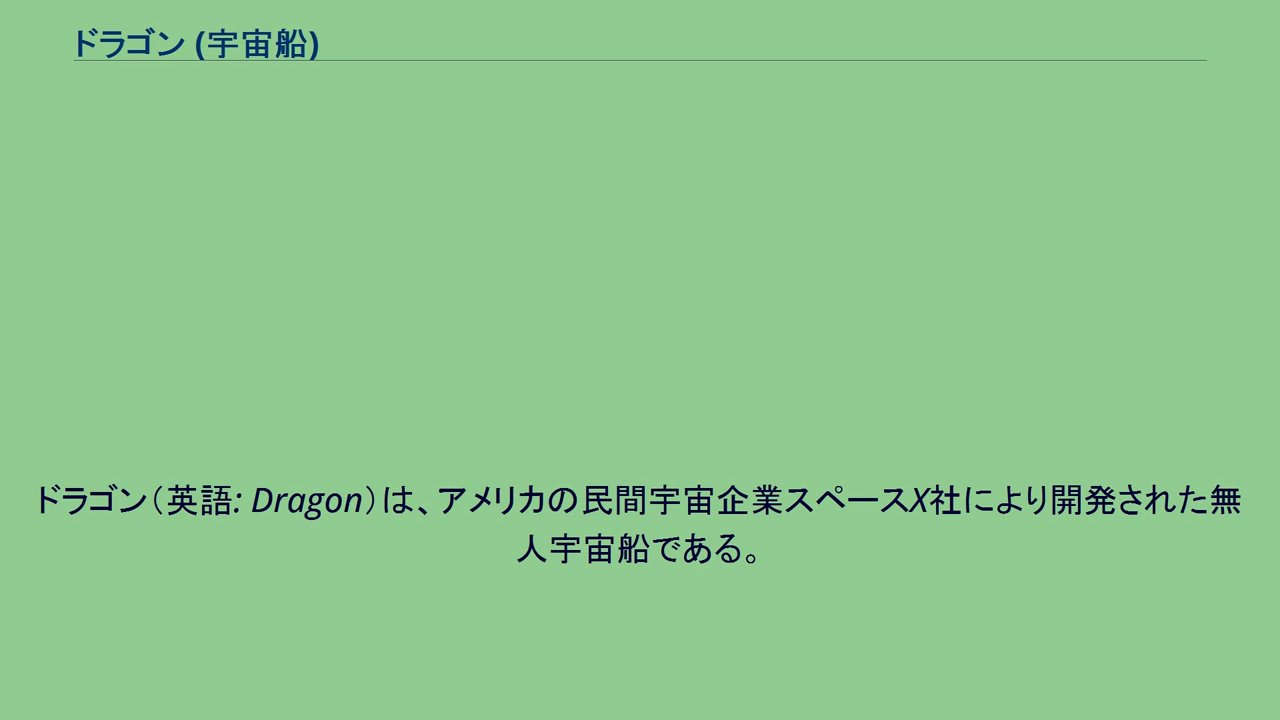 ドラゴン (宇宙船)
ドラゴン（英語: Dragon）は、アメリカの民間宇宙企業スペースX社により開発された無
人宇宙船である。